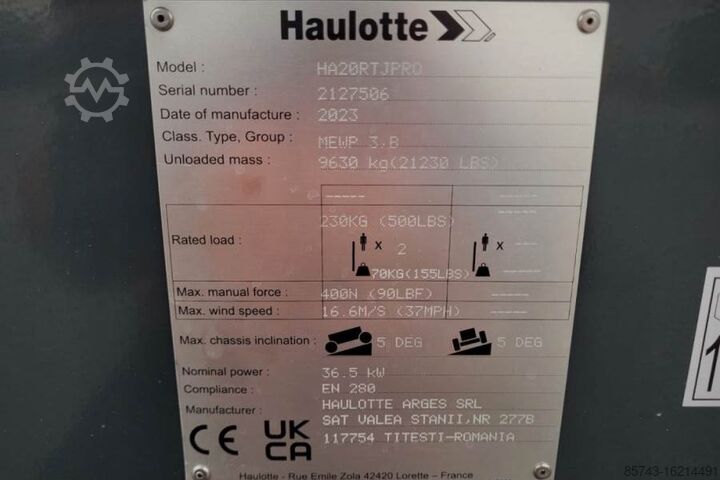 Haulotte
Model : HA20RTJPRO
Serial number : 2127506
Date of manufacture : 2023
Class. Type, Group : MEWP 3.B
Unloaded mass : 9630 kg(21230 LBS)
----- -----
230KG (500LBS) -----
Rated load : x 2 x ---
70KG(155LBS) -----
Max. manual force : 400N (90LBF) -----
Max. wind speed : 16.6M/S (37MPH) -----
Max. chassis inclination : 5 DEG 5 DEG
Nominal power : 36.5 kW
Compliance : EN 280
Manufacturer : HAULOTTE ARGES SRL
SAT VALEA STANII,NR 277B
117754 TITESTI-ROMANIA
CE UK
CA
Haulotte - Rue Emile Zola 42420 Lorette – France
1
85743-16214491